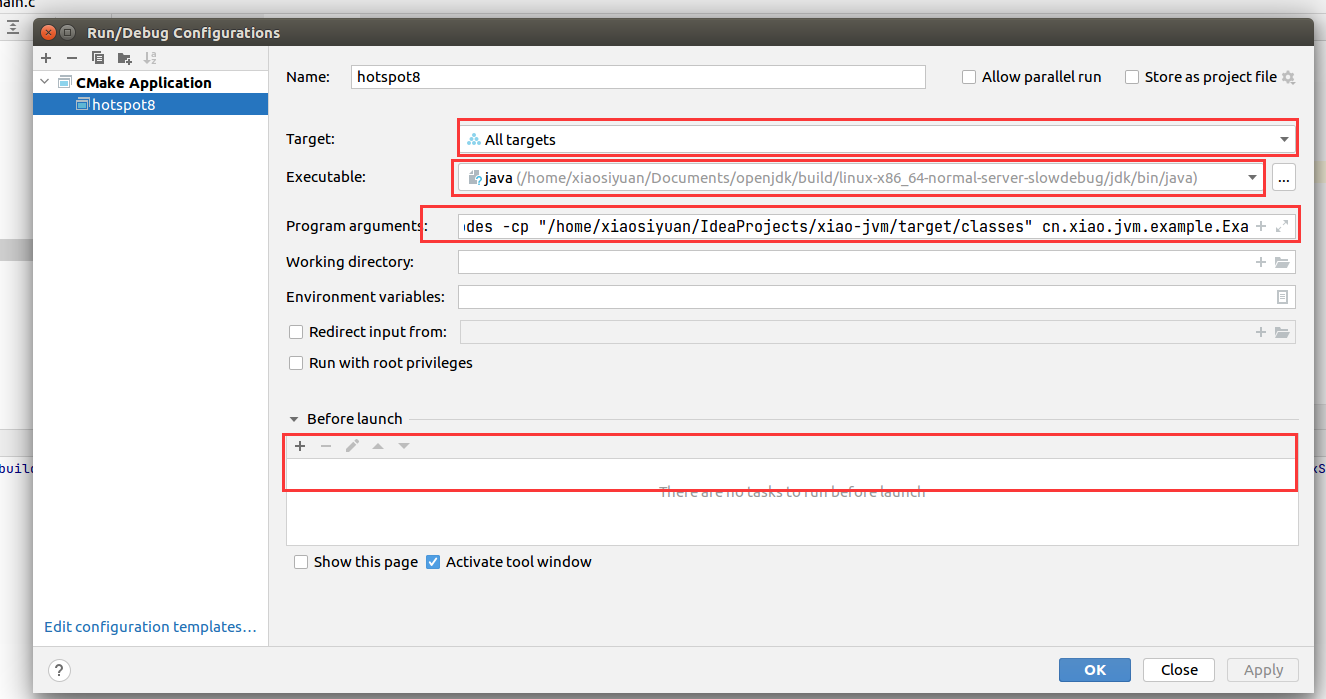 main.c
Run/Debug Configurations
CMake Application
hotspot8
Name: hotspot8 Allow parallel run Store as project file
Target: All targets
Executable: java (/home/xiaosiyuan/Documents/openjdk/build/linux-x86_64-normal-server-slowdebug/jdk/bin/java) ...
Program arguments: des -cp "/home/xiaosiyuan/IdeaProjects/xiao-jvm/target/classes" cn.xiao.jvm.example.Exa
Working directory:
Environment variables:
Redirect input from:
Run with root privileges
Before launch
build
xS
There are no tasks to run before launch
Show this page Activate tool window
Edit configuration templates...
? OK Close Apply